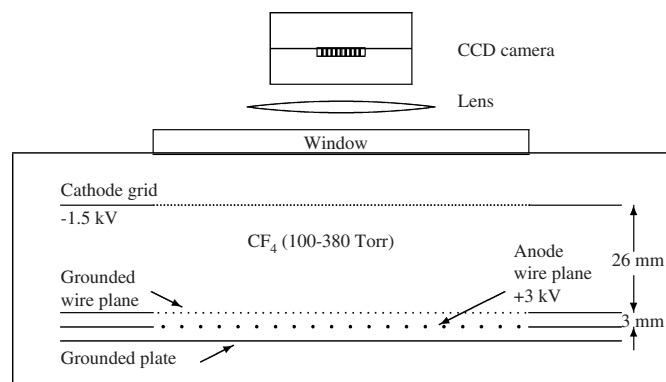 CCD camera
Lens
Window
Cathode grid
-1.5 kV
CF4 (100-380 Torr)
26 mm
Grounded
wire plane
Anode
wire plane
+3 kV
3 mm
Grounded plate